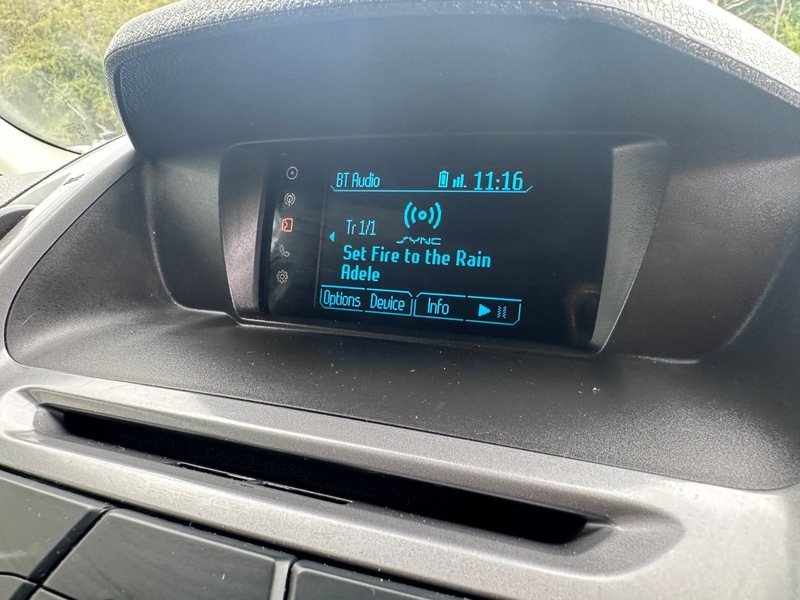 BT Audio 11:16
Tr 1/1
SYNC
Set Fire to the Rain
Adele
Options Device Info